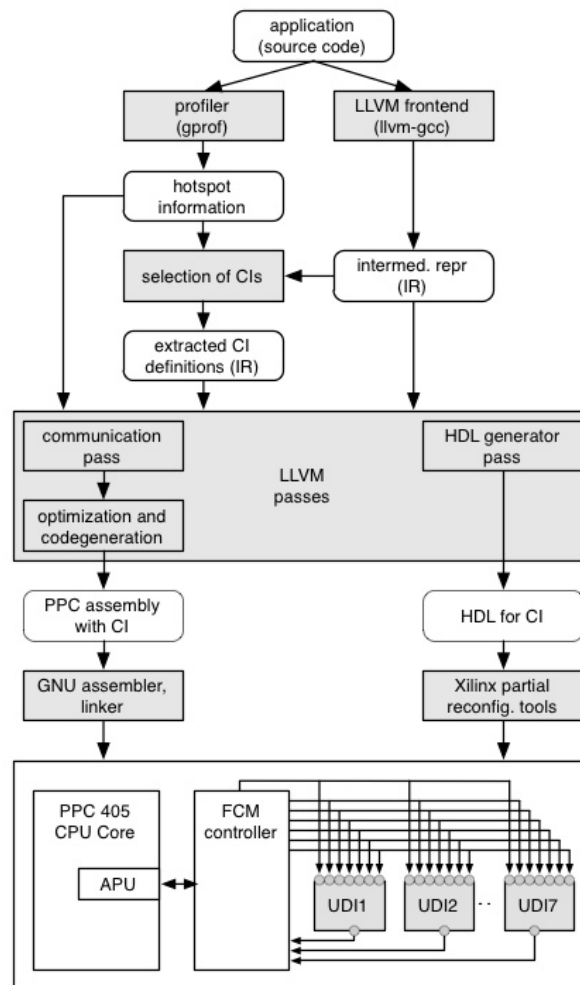 application
(source code)
profiler
(gprof)
LLVM frontend
(llvm-gcc)
hotspot
information
selection of CIs
intermed. repr
(IR)
extracted CI
definitions (IR)
communication
pass
HDL generator
pass
LLVM
passes
optimization and
codegeneration
PPC assembly
with CI
HDL for CI
GNU assembler,
linker
Xilinx partial
reconfig. tools
PPC 405
CPU Core
FCM
controller
APU
UDI1
UDI2
. .
UDI7